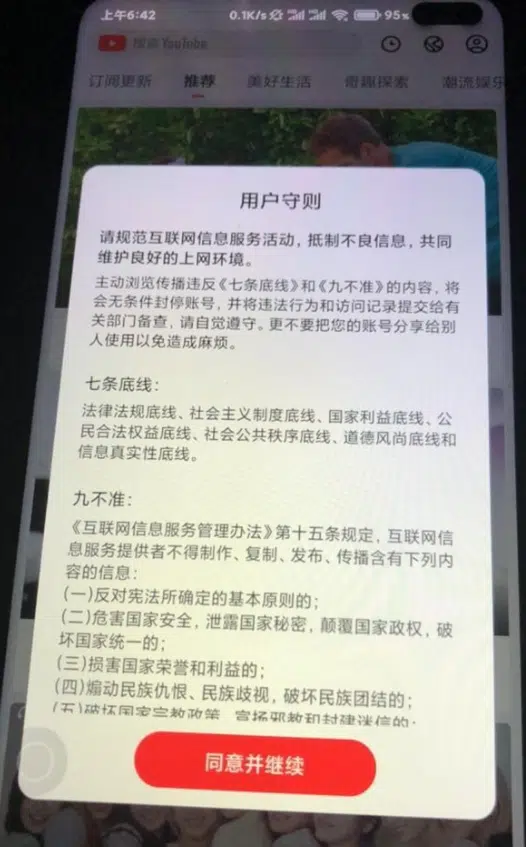 上午6:42
0.1K/s
95%
搜索 YouTube
订阅更新 推荐 美好生活 奇趣探索 潮流娱乐
用户守则
请规范互联网信息服务活动，抵制不良信息，共同
维护良好的上网环境。
主动浏览传播违反《七条底线》和《九不准》的内容，将
会无条件封停账号，并将违法行为和访问记录提交给有
关部门备查，请自觉遵守。更不要把您的账号分享给别
人使用以免造成麻烦。
七条底线：
法律法规底线、社会主义制度底线、国家利益底线、公
民合法权益底线、社会公共秩序底线、道德风尚底线和
信息真实性底线。
九不准：
《互联网信息服务管理办法》第十五条规定，互联网信
息服务提供者不得制作、复制、发布、传播含有下列内
容的信息：
(一)反对宪法所确定的基本原则的；
(二)危害国家安全，泄露国家秘密，颠覆国家政权，破
坏国家统一的；
(三)损害国家荣誉和利益的；
(四)煽动民族仇恨、民族歧视，破坏民族团结的；
(五)破坏国家宗教政策，宣扬邪教和封建迷信的；
同意并继续